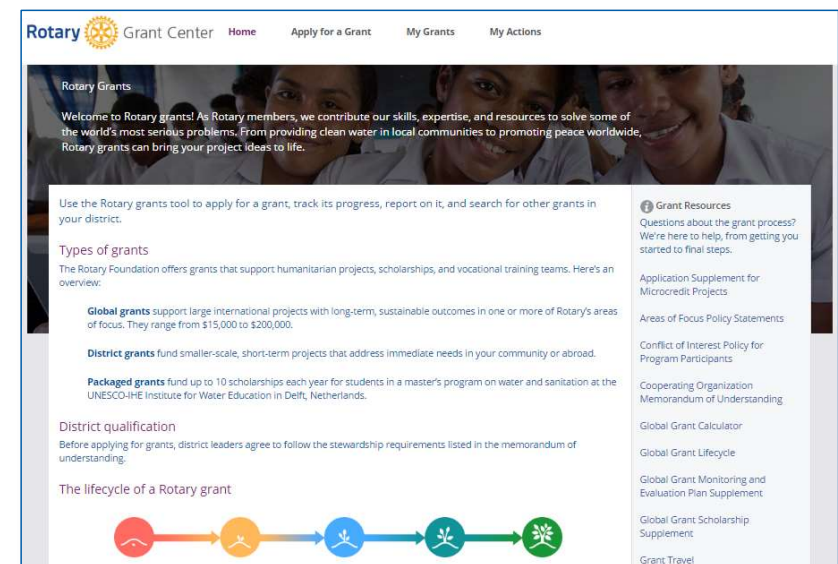 Rotary Grant Center Home Apply for a Grant My Grants My Actions
Rotary Grants
Welcome to Rotary grants! As Rotary members, we contribute our skills, expertise, and resources to solve some of
the world's most serious problems. From providing clean water in local communities to promoting peace worldwide,
Rotary grants can bring your project ideas to life.
Use the Rotary grants tool to apply for a grant, track its progress, report on it, and search for other grants in
your district.
Types of grants
The Rotary Foundation offers grants that support humanitarian projects, scholarships, and vocational training teams. Here's an
overview:
Global grants support large international projects with long-term, sustainable outcomes in one or more of Rotary's areas
of focus. They range from $15,000 to $200,000.
District grants fund smaller-scale, short-term projects that address immediate needs in your community or abroad.
Packaged grants fund up to 10 scholarships each year for students in a master's program on water and sanitation at the
UNESCO-IHE Institute for Water Education in Delft, Netherlands.
District qualification
Before applying for grants, district leaders agree to follow the stewardship requirements listed in the memorandum of
understanding.
The lifecycle of a Rotary grant
Grant Resources
Questions about the grant process?
We're here to help, from getting you
started to final steps.
Application Supplement for
Microcredit Projects
Areas of Focus Policy Statements
Conflict of Interest Policy for
Program Participants
Cooperating Organization
Memorandum of Understanding
Global Grant Calculator
Global Grant Lifecycle
Global Grant Monitoring and
Evaluation Plan Supplement
Global Grant Scholarship
Supplement
Grant Travel